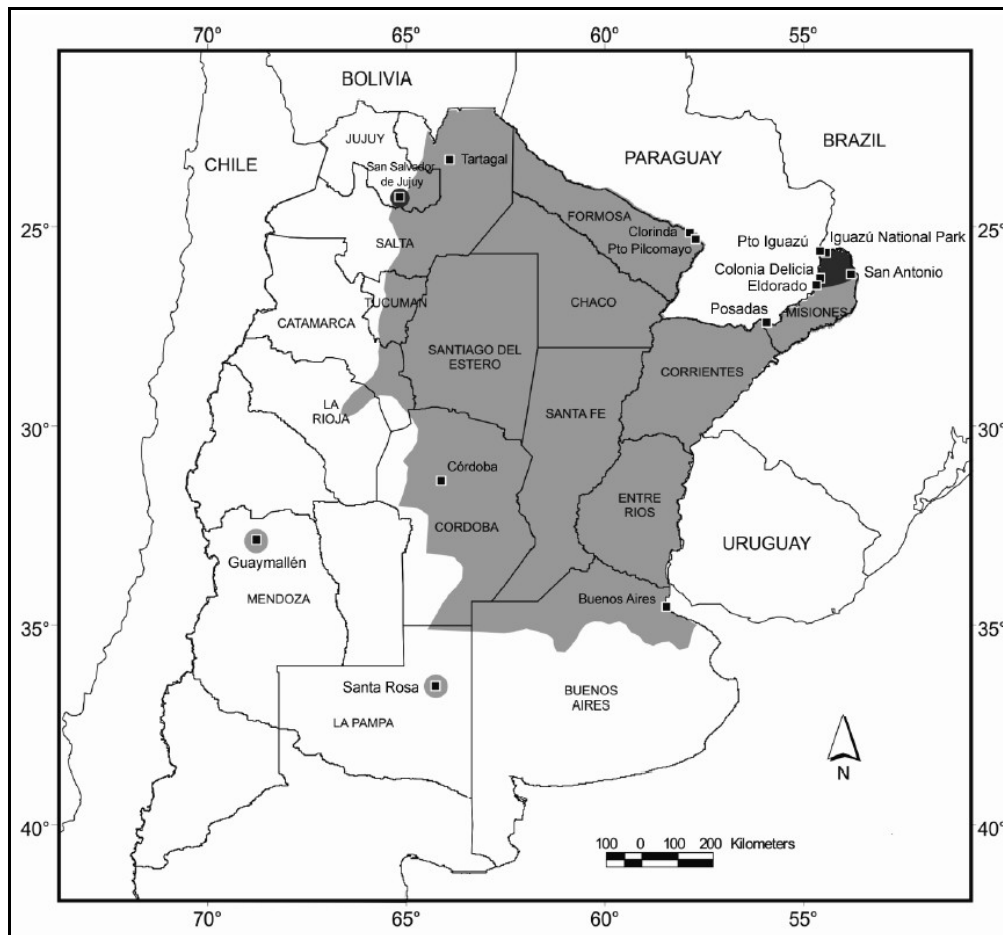 70° 65° 60° 55°
BOLIVIA
JUJUY
CHILE
San Salvador
de Jujuy
Tartagal
PARAGUAY
BRAZIL
25°
25°
SALTA
FORMOSA
Clorinda
Pto Pilcomayo
Pto Iguazú
Iguazú National Park
Colonia Delicia
Eldorado
San Antonio
TUCUMAN
CHACO
Posadas
MISIONES
CATAMARCA
SANTIAGO DEL
ESTERO
CORRIENTES
LA
RIOJA
SANTA FE
30°
30°
Córdoba
ENTRE
RIOS
CORDOBA
URUGUAY
Guaymallén
MENDOZA
Buenos Aires
35°
35°
Santa Rosa
LA PAMPA
BUENOS
AIRES
N
40°
40°
100 0 100 200 Kilometers
70° 65° 60° 55°